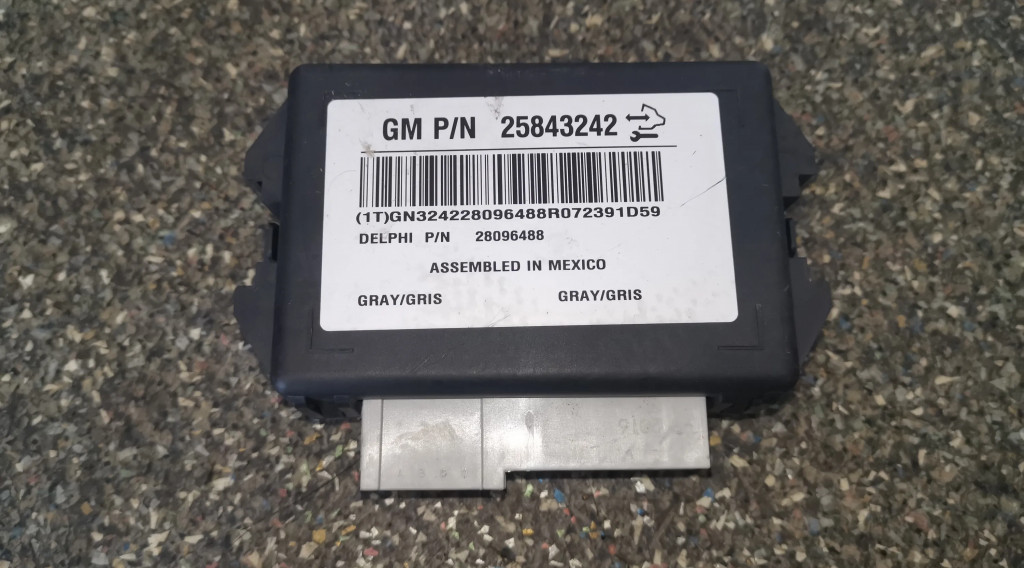 GM P/N 25843242
(1T)GN324228096488R072391D59
DELPHI P/N 28096488
ASSEMBLED IN MEXICO
GRAY/GRIS GRAY/GRIS